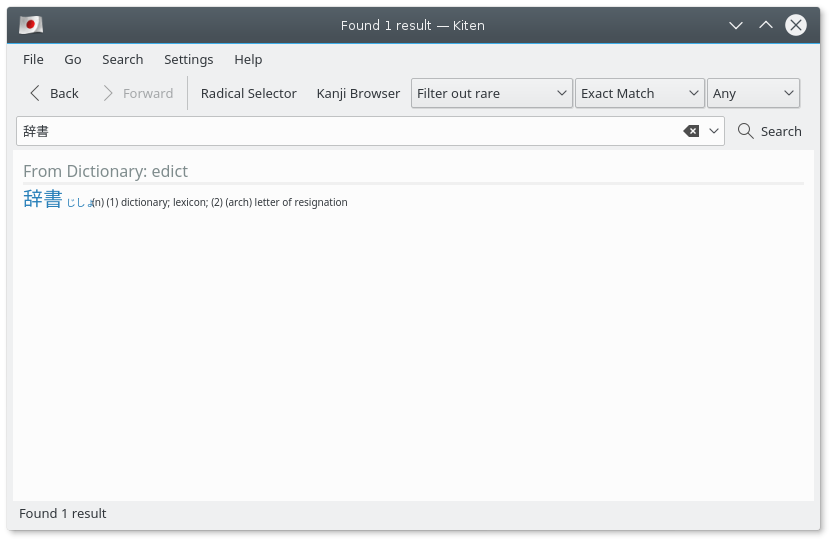 Found 1 result — Kiten
File Go Search Settings Help
Back Forward Radical Selector Kanji Browser Filter out rare Exact Match Any
辞書 Search
From Dictionary: edict
辞書 じしょ (n) (1) dictionary; lexicon; (2) (arch) letter of resignation
Found 1 result